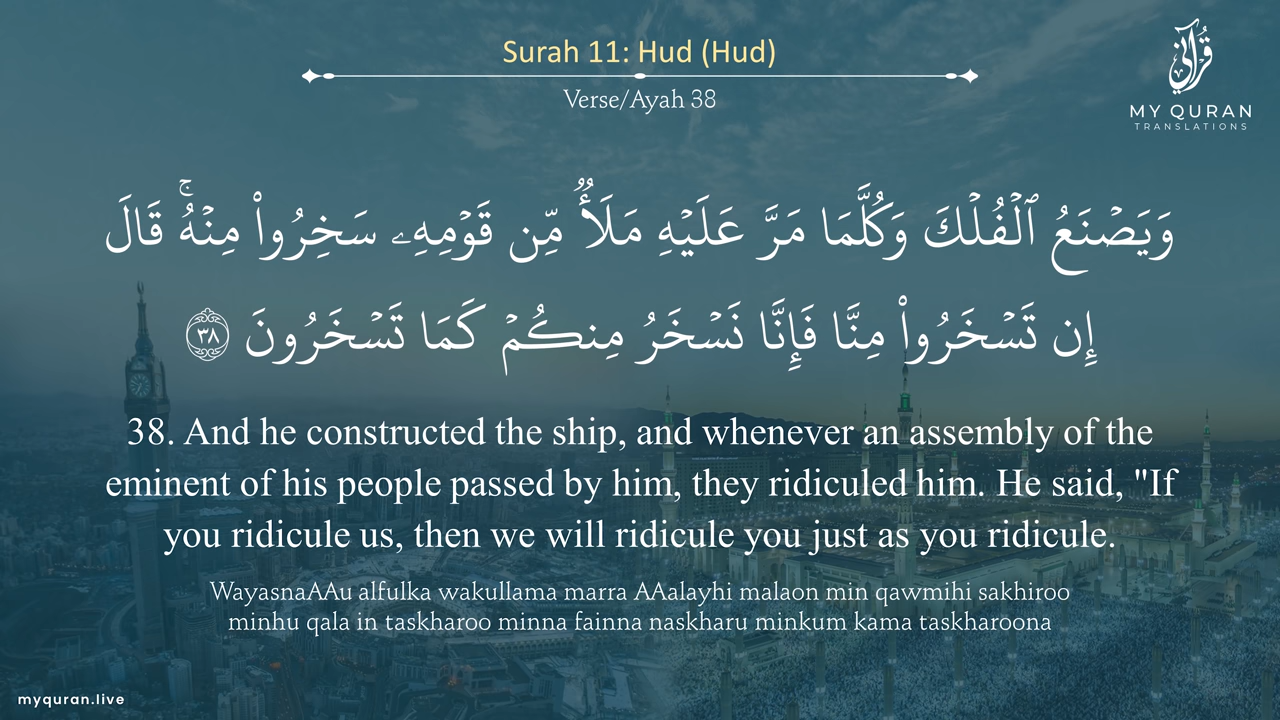 Surah 11: Hud (Hud)
Verse/Ayah 38
قرآني
MY QURAN
TRANSLATIONS
وَيَصْنَعُ ٱلْفُلْكَ وَكُلَّمَا مَرَّ عَلَيْهِ مَلَأٌ مِّن قَوْمِهِۦ سَخِرُوا۟ مِنْهُ ۚ قَالَ
إِن تَسْخَرُوا۟ مِنَّا فَإِنَّا نَسْخَرُ مِنكُمْ كَمَا تَسْخَرُونَ ٣٨
38. And he constructed the ship, and whenever an assembly of the
eminent of his people passed by him, they ridiculed him. He said, "If
you ridicule us, then we will ridicule you just as you ridicule.
WayasnaAAu alfulka wakullama marra AAalayhi malaon min qawmihi sakhiroo
minhu qala in taskharoo minna fainna naskharu minkum kama taskharoona
myquran.live